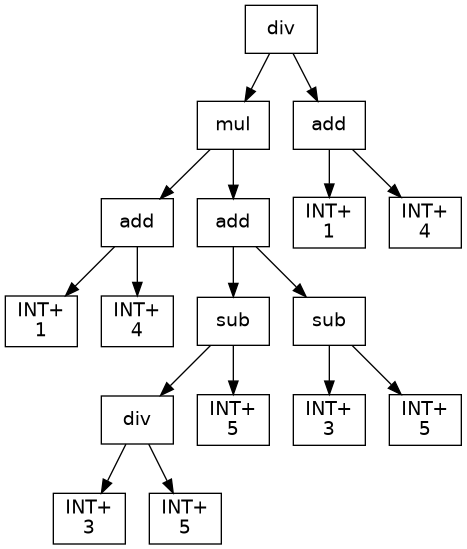 div
mul
add
add
add
INT+
1
INT+
4
INT+
1
INT+
4
sub
sub
div
INT+
5
INT+
3
INT+
5
INT+
3
INT+
5